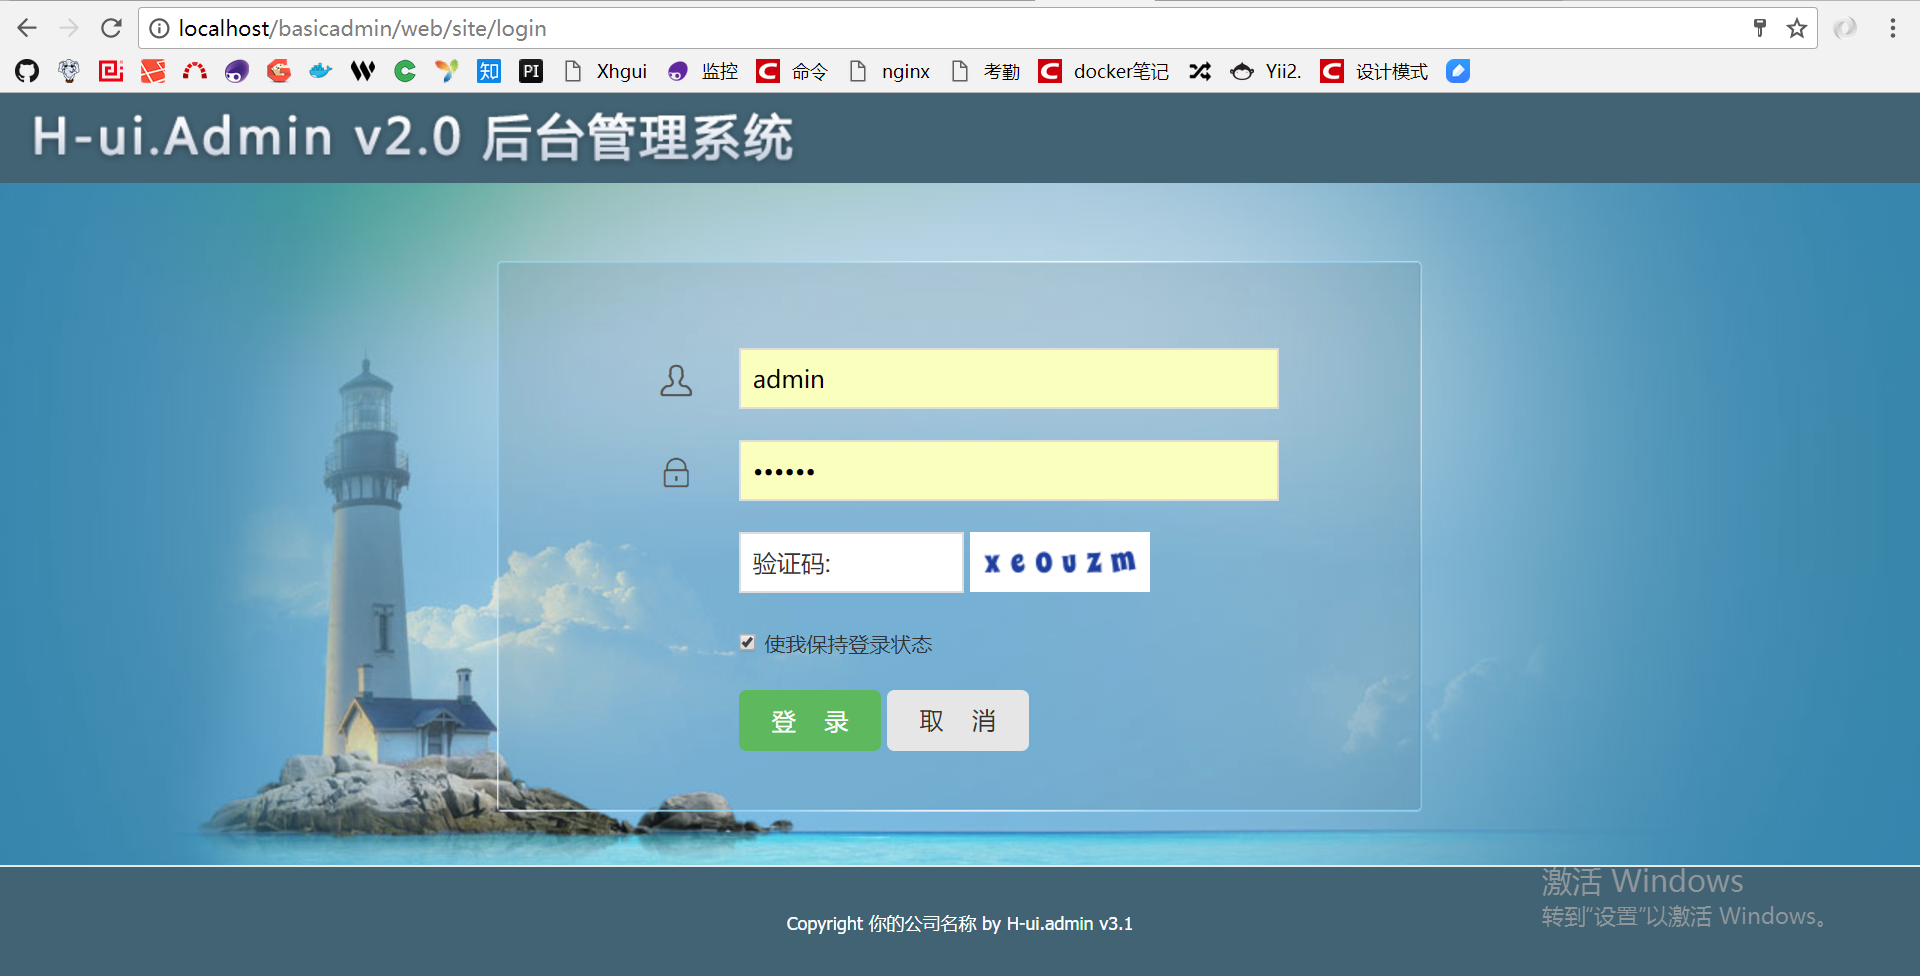 localhost/basicadmin/web/site/login
知 PI Xhgui 监控 C 命令 nginx 考勤 C docker笔记 Yii2. C 设计模式
H-ui.Admin v2.0 后台管理系统
admin
••••••
验证码: xeouzm
使我保持登录状态
登 录 取 消
激活 Windows
转到“设置”以激活 Windows。
Copyright 你的公司名称 by H-ui.admin v3.1